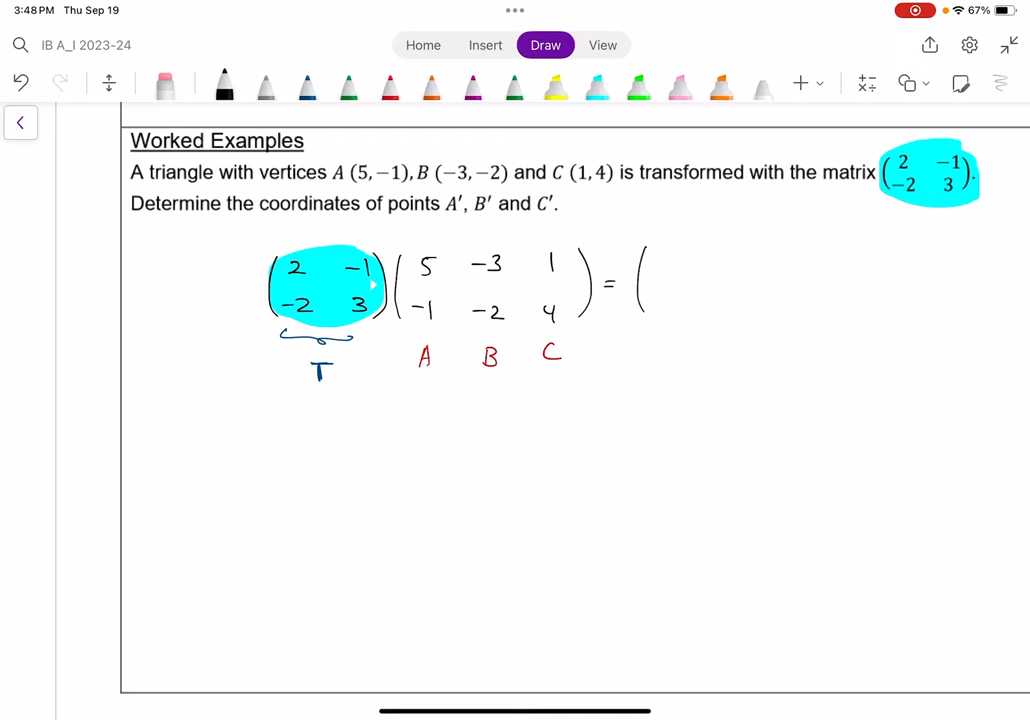 3:48 PM Thu Sep 19
67%
IB A_I 2023-24
Home Insert Draw View
Worked Examples
A triangle with vertices A (5, −1), B (−3, −2) and C (1, 4) is transformed with the matrix (2 −1
−2 3).
Determine the coordinates of points A′, B′ and C′.
(2 −1) (5 −3 1) = (
(−2 3) (−1 −2 4)
T A B C